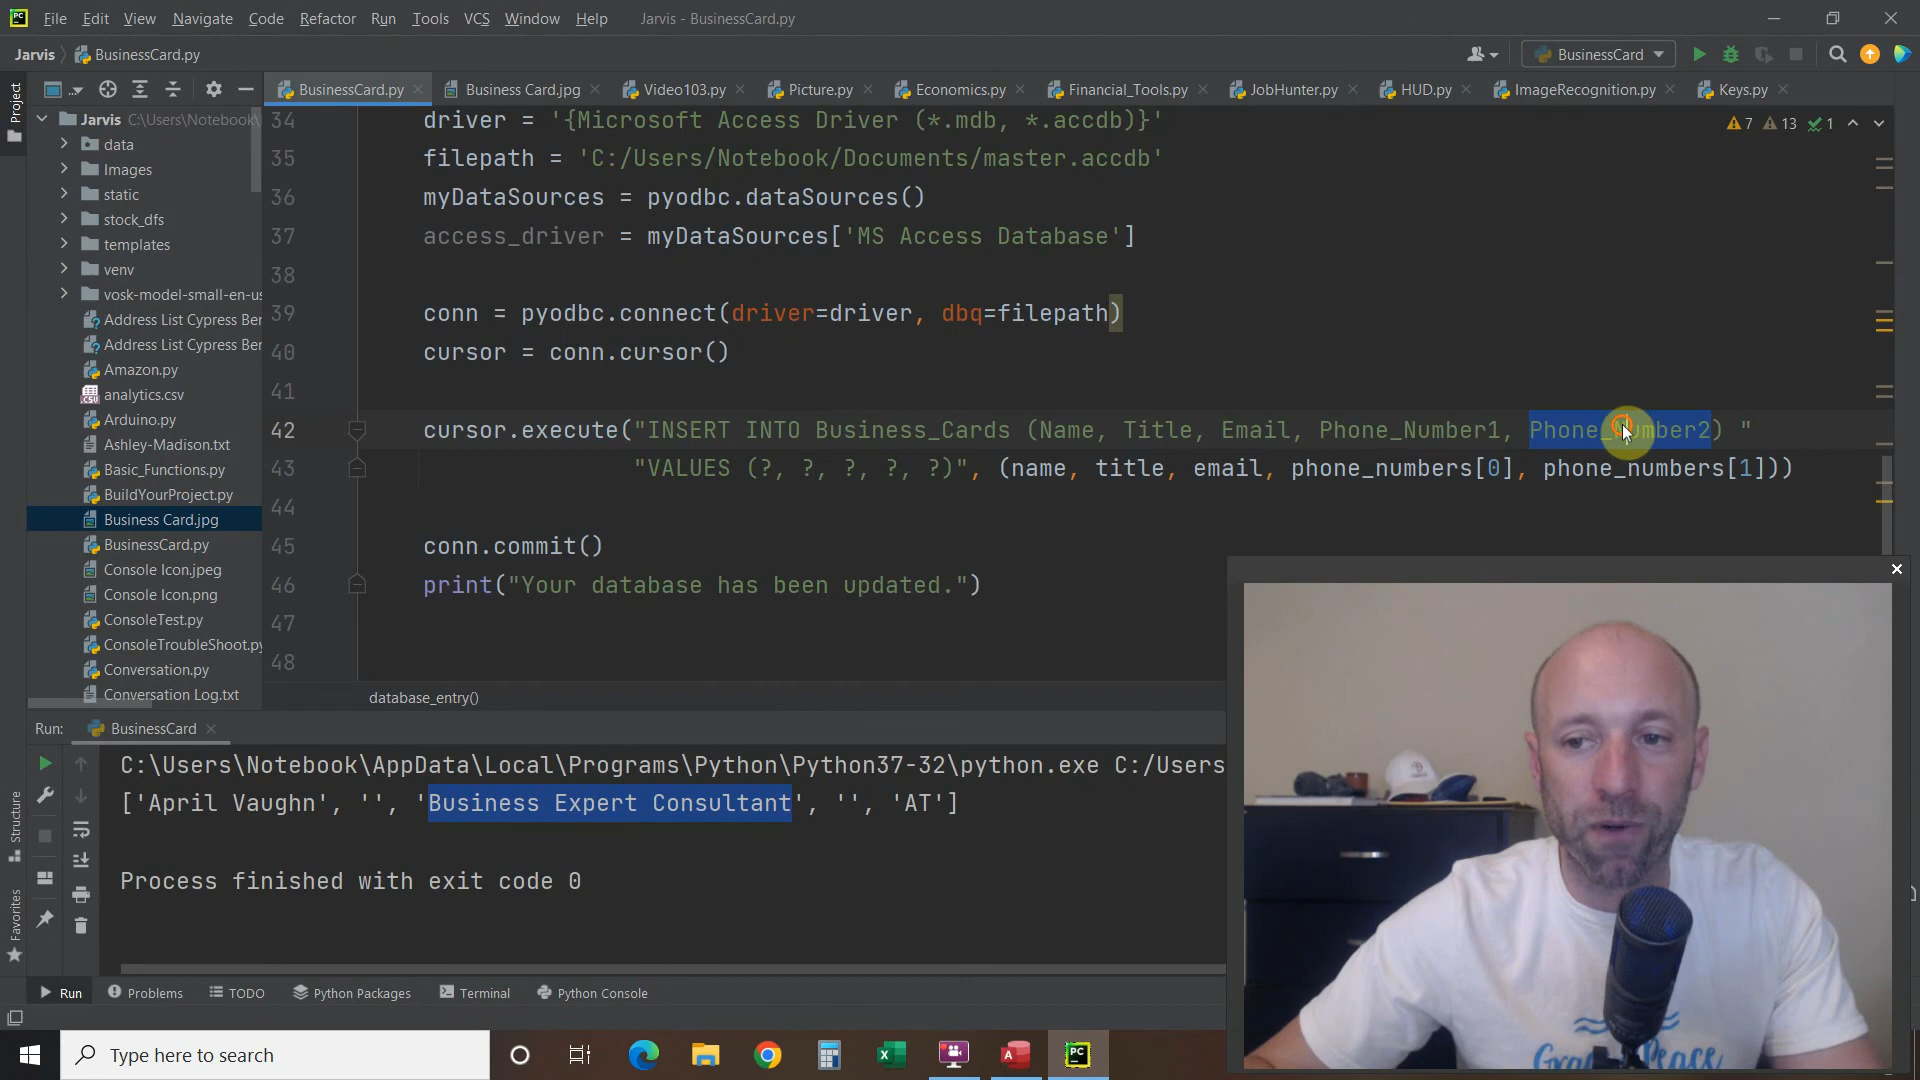 PC File Edit View Navigate Code Refactor Run Tools VCS Window Help Jarvis - BusinessCard.py
Jarvis BusinessCard.py BusinessCard
BusinessCard.py Business Card.jpg Video103.py Picture.py Economics.py Financial_Tools.py JobHunter.py HUD.py ImageRecognition.py Keys.py
Project
Jarvis C:\Users\Notebook\
data
Images
static
stock_dfs
templates
venv
vosk-model-small-en-us
Address List Cypress Ber
Address List Cypress Ber
Amazon.py
analytics.csv
Arduino.py
Ashley-Madison.txt
Basic_Functions.py
BuildYourProject.py
Business Card.jpg
BusinessCard.py
Console Icon.jpeg
Console Icon.png
ConsoleTest.py
ConsoleTroubleShoot.py
Conversation.py
Conversation Log.txt
7 13 1
34 driver = '{Microsoft Access Driver (*.mdb, *.accdb)}'
35 filepath = 'C:/Users/Notebook/Documents/master.accdb'
36 myDataSources = pyodbc.dataSources()
37 access_driver = myDataSources['MS Access Database']
38
39 conn = pyodbc.connect(driver=driver, dbq=filepath)
40 cursor = conn.cursor()
41
42 cursor.execute("INSERT INTO Business_Cards (Name, Title, Email, Phone_Number1, Phone_Number2) "
43 "VALUES (?, ?, ?, ?, ?)", (name, title, email, phone_numbers[0], phone_numbers[1]))
44
45 conn.commit()
46 print("Your database has been updated.")
47
48
database_entry()
Run: BusinessCard
C:\Users\Notebook\AppData\Local\Programs\Python\Python37-32\python.exe C:/Users
['April Vaughn', '', 'Business Expert Consultant', '', 'AT']
Process finished with exit code 0
Structure
Favorites
Run Problems TODO Python Packages Terminal Python Console
Type here to search
PC